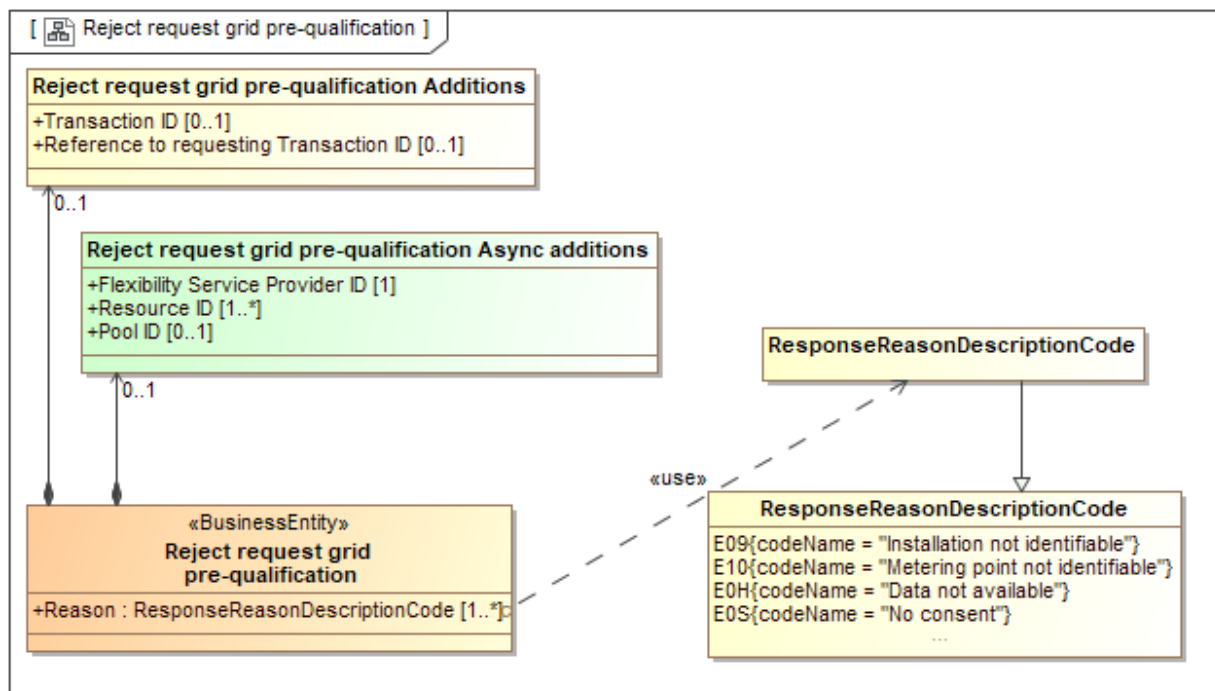 [ Reject request grid pre-qualification ]
Reject request grid pre-qualification Additions
+Transaction ID [0..1]
+Reference to requesting Transaction ID [0..1]
0..1
Reject request grid pre-qualification Async additions
+Flexibility Service Provider ID [1]
+Resource ID [1..*]
+Pool ID [0..1]
0..1
ResponseReasonDescriptionCode
«use»
«BusinessEntity»
Reject request grid
pre-qualification
+Reason : ResponseReasonDescriptionCode [1..*]
ResponseReasonDescriptionCode
E09{codeName = "Installation not identifiable"}
E10{codeName = "Metering point not identifiable"}
E0H{codeName = "Data not available"}
E0S{codeName = "No consent"}
...